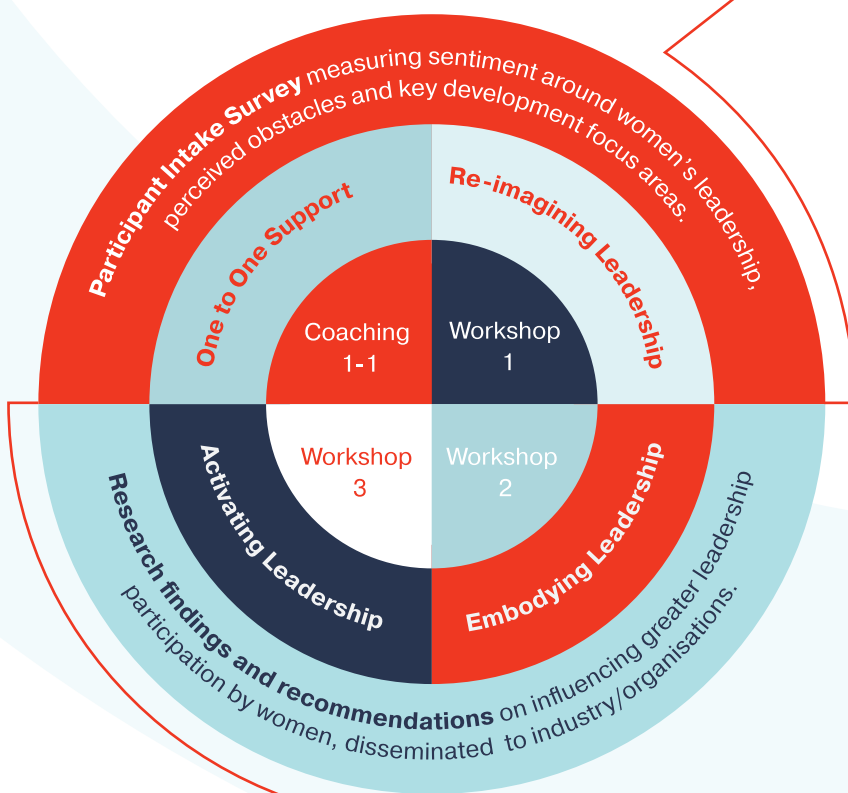 Participant Intake Survey measuring sentiment around women's leadership,
perceived obstacles and key development focus areas.
One to One Support
Re-imagining Leadership
Coaching
1-1
Workshop
1
Workshop
3
Workshop
2
Activating Leadership
Embodying Leadership
Research findings and recommendations on influencing greater leadership
participation by women, disseminated to industry/organisations.